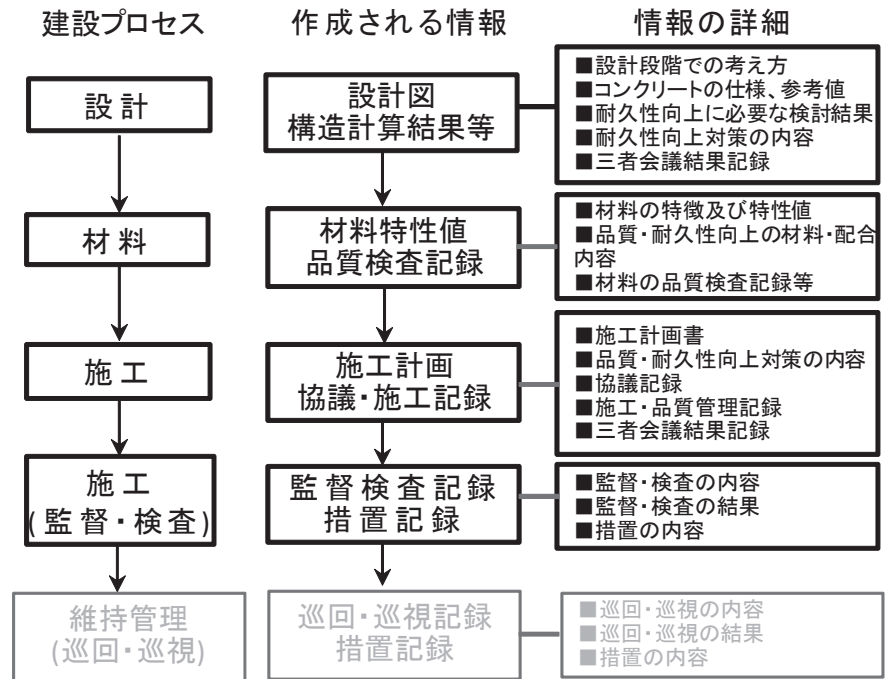 建設プロセス
作成される情報
情報の詳細
設計
設計図
構造計算結果等
■設計段階での考え方
■コンクリートの仕様、参考値
■耐久性向上に必要な検討結果
■耐久性向上対策の内容
■三者会議結果記録
材料
材料特性値
品質検査記録
■材料の特徴及び特性値
■品質・耐久性向上の材料・配合
内容
■材料の品質検査記録等
施工
施工計画
協議・施工記録
■施工計画書
■品質・耐久性向上対策の内容
■協議記録
■施工・品質管理記録
■三者会議結果記録
施工
(監督・検査)
監督検査記録
措置記録
■監督・検査の内容
■監督・検査の結果
■措置の内容
維持管理
(巡回・巡視)
巡回・巡視記録
措置記録
■巡回・巡視の内容
■巡回・巡視の結果
■措置の内容